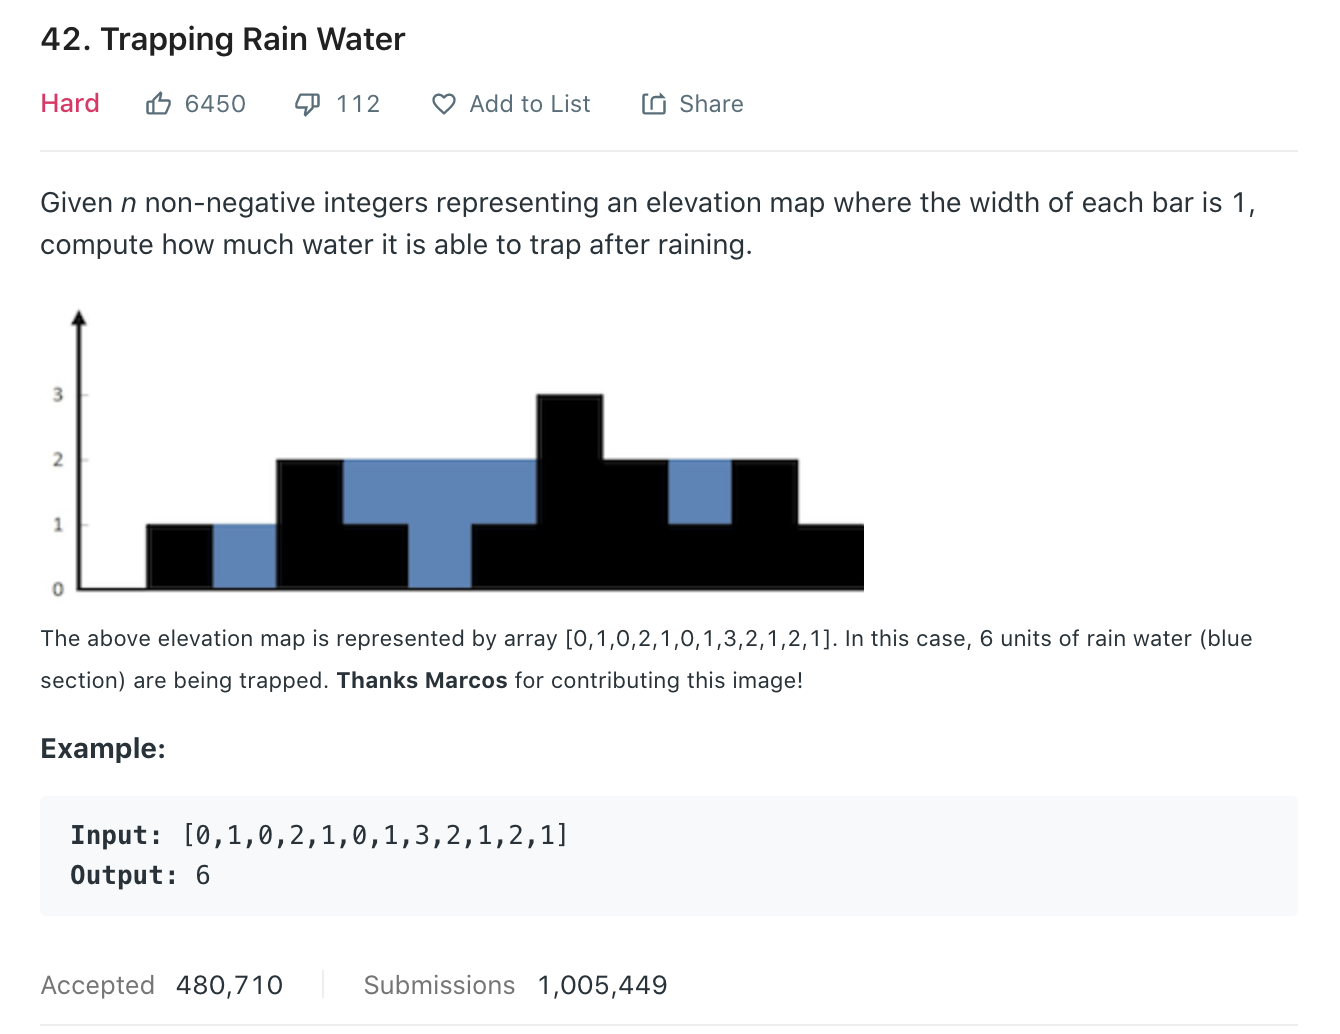 42. Trapping Rain Water
Hard 6450 112 Add to List Share
Given n non-negative integers representing an elevation map where the width of each bar is 1,
compute how much water it is able to trap after raining.
3
2
1
0
The above elevation map is represented by array [0,1,0,2,1,0,1,3,2,1,2,1]. In this case, 6 units of rain water (blue
section) are being trapped. Thanks Marcos for contributing this image!
Example:
Input: [0,1,0,2,1,0,1,3,2,1,2,1]
Output: 6
Accepted 480,710 Submissions 1,005,449